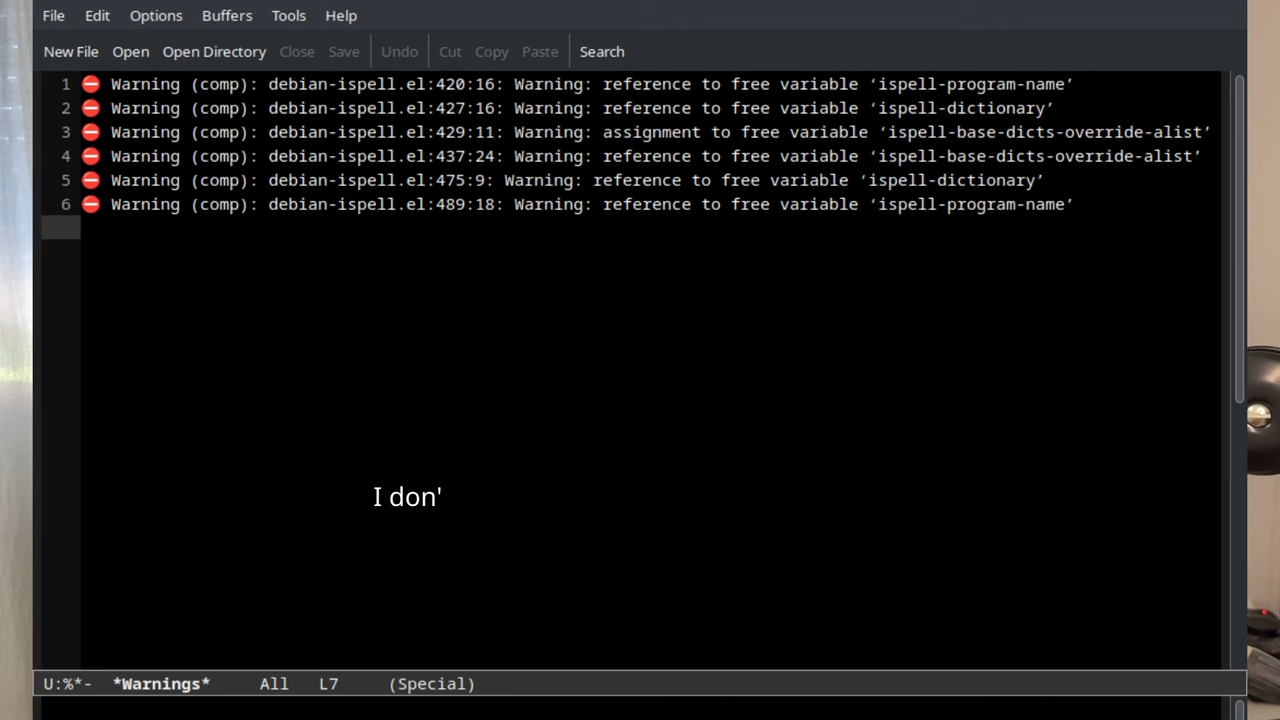 File Edit Options Buffers Tools Help
New File Open Open Directory Close Save Undo Cut Copy Paste Search
1 Warning (comp): debian-ispell.el:420:16: Warning: reference to free variable ‘ispell-program-name’
2 Warning (comp): debian-ispell.el:427:16: Warning: reference to free variable ‘ispell-dictionary’
3 Warning (comp): debian-ispell.el:429:11: Warning: assignment to free variable ‘ispell-base-dicts-override-alist’
4 Warning (comp): debian-ispell.el:437:24: Warning: reference to free variable ‘ispell-base-dicts-override-alist’
5 Warning (comp): debian-ispell.el:475:9: Warning: reference to free variable ‘ispell-dictionary’
6 Warning (comp): debian-ispell.el:489:18: Warning: reference to free variable ‘ispell-program-name’
I don'
U:%*- *Warnings* All L7 (Special)